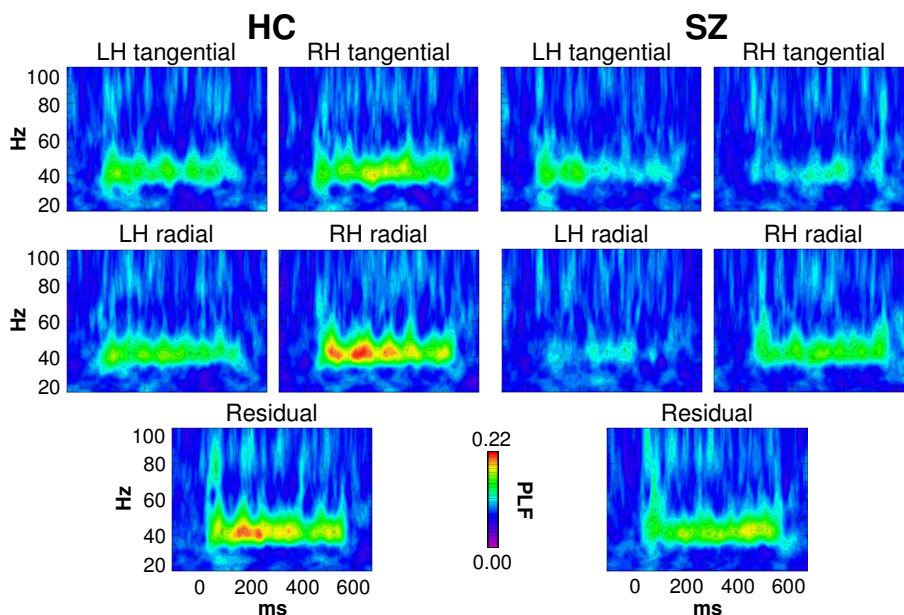 HC SZ
LH tangential RH tangential LH tangential RH tangential
100
80
60
40
20
Hz
LH radial RH radial LH radial RH radial
100
80
60
40
20
Hz
Residual Residual
100
80
60
40
20
Hz
0.22
PLF
0.00
0 200 400 600 0 200 400 600
ms ms